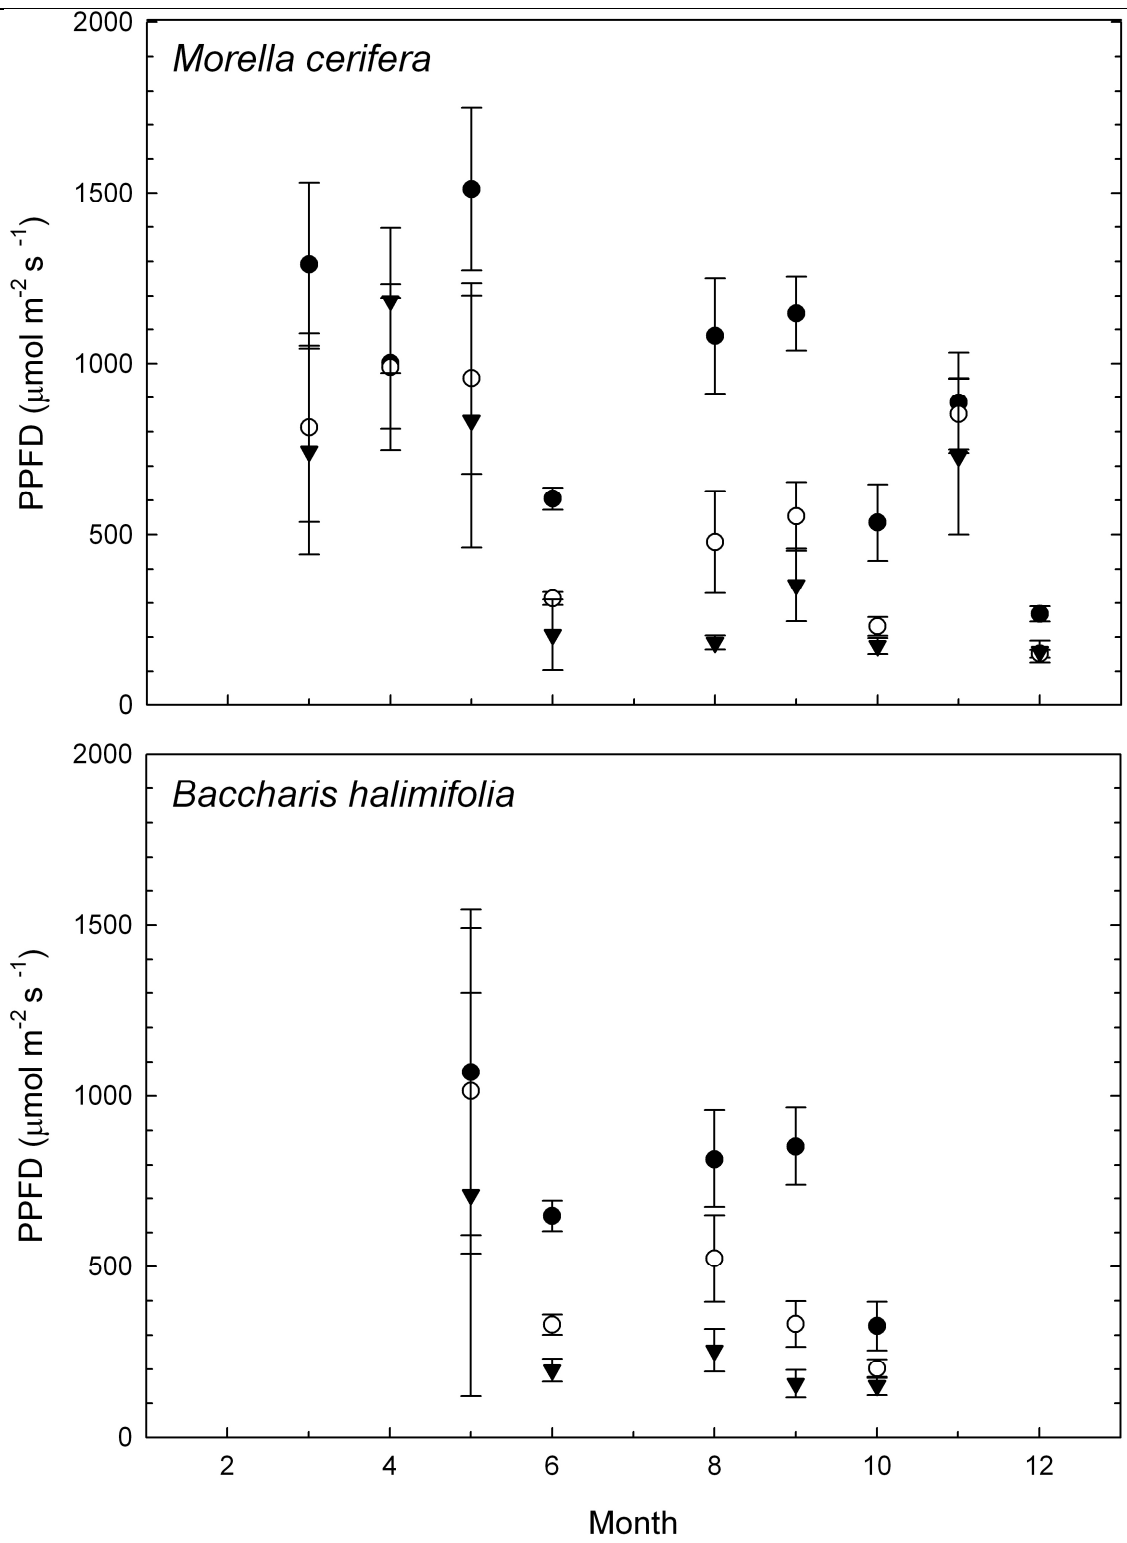 2000
Morella cerifera
1500
1000
500
0
PPFD (μmol m-2 s -1)
2000
Baccharis halimifolia
1500
1000
500
0
PPFD (μmol m-2 s -1)
2 4 6 8 10 12
Month